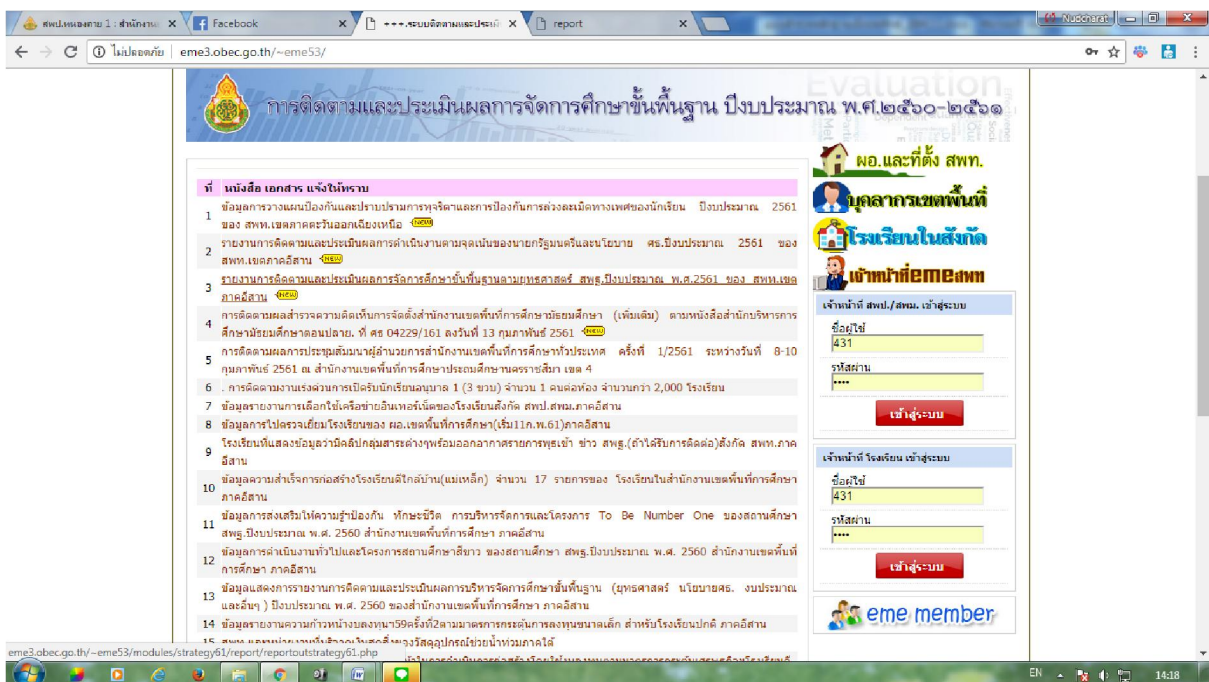 สพป.หนองคาย 1 : สำนักงาน
Facebook
+++.ระบบติดตามและประเมิ
report
Nudcharat
ไม่ปลอดภัย
eme3.obec.go.th/~eme53/
Evaluation
การติดตามและประเมินผลการจัดการศึกษาขั้นพื้นฐาน ปีงบประมาณ พ.ศ.๒๕๖๐-๒๕๖๑
ที่ หนังสือ เอกสาร แจ้งให้ทราบ
1 ข้อมูลการวางแผนป้องกันและปราบปรามการทุจริตฯและการป้องกันการล่วงละเมิดทางเพศของนักเรียน ปีงบประมาณ 2561
ของ สพท.เขตภาคตะวันออกเฉียงเหนือ NEW
2 รายงานการติดตามและประเมินผลการดำเนินงานตามจุดเน้นของนายกรัฐมนตรีและนโยบาย ศธ.ปีงบประมาณ 2561 ของ
สพท.เขตภาคอีสาน NEW
3 รายงานการติดตามและประเมินผลการจัดการศึกษาขั้นพื้นฐานตามยุทธศาสตร์ สพฐ.ปีงบประมาณ พ.ศ.2561 ของ สพท.เขต
ภาคอีสาน NEW
4 การติดตามผลสำรวจความคิดเห็นการจัดตั้งสำนักงานเขตพื้นที่การศึกษามัธยมศึกษา (เพิ่มเติม) ตามหนังสือสำนักบริหารการ
ศึกษามัธยมศึกษาตอนปลาย. ที่ ศธ 04229/161 ลงวันที่ 13 กุมภาพันธ์ 2561 NEW
5 การติดตามผลการประชุมสัมมนาผู้อำนวยการสำนักงานเขตพื้นที่การศึกษาทั่วประเทศ ครั้งที่ 1/2561 ระหว่างวันที่ 8-10
กุมภาพันธ์ 2561 ณ สำนักงานเขตพื้นที่การศึกษาประถมศึกษานครราชสีมา เขต 4
6 . การติดตามงานเร่งด่วนการเปิดรับนักเรียนอนุบาล 1 (3 ขวบ) จำนวน 1 คนต่อห้อง จำนวนกว่า 2,000 โรงเรียน
7 ข้อมูลรายงานการเลือกใช้เครือข่ายอินเทอร์เน็ตของโรงเรียนสังกัด สพป.สพม.ภาคอีสาน
8 ข้อมูลการไปตรวจเยี่ยมโรงเรียนของ ผอ.เขตพื้นที่การศึกษา(เริ่ม11ก.พ.61)ภาคอีสาน
9 โรงเรียนที่แสดงข้อมูลว่ามีคลิปกลุ่มสาระต่างๆพร้อมออกอากาศรายการพุธเช้า ข่าว สพฐ.(ถ้าได้รับการติดต่อ)สังกัด สพท.ภาค
อีสาน
10 ข้อมูลความสำเร็จการก่อสร้างโรงเรียนดีใกล้บ้าน(แม่เหล็ก) จำนวน 17 รายการของ โรงเรียนในสำนักงานเขตพื้นที่การศึกษา
ภาคอีสาน
11 ข้อมูลการส่งเสริมให้ความรู้ฯป้องกัน ทักษะชีวิต การบริหารจัดการและโครงการ To Be Number One ของสถานศึกษา
สพฐ.ปีงบประมาณ พ.ศ. 2560 สำนักงานเขตพื้นที่การศึกษา ภาคอีสาน
12 ข้อมูลการดำเนินงานทั่วไปและโครงการสถานศึกษาสีขาว ของสถานศึกษา สพฐ.ปีงบประมาณ พ.ศ. 2560 สำนักงานเขตพื้นที่
การศึกษา ภาคอีสาน
13 ข้อมูลแสดงการรายงานการติดตามและประเมินผลการบริหารจัดการศึกษาขั้นพื้นฐาน (ยุทธศาสตร์ นโยบายศธ. งบประมาณ
และอื่นๆ ) ปีงบประมาณ พ.ศ. 2560 ของสำนักงานเขตพื้นที่การศึกษา ภาคอีสาน
14 ข้อมูลรายงานความก้าวหน้างบลงทุน59ครั้งที่2ตามมาตรการกระตุ้นการลงทุนขนาดเล็ก สำหรับโรงเรียนปกติ ภาคอีสาน
ผอ.และที่ตั้ง สพท.
บุคลากรเขตพื้นที่
โรงเรียนในสังกัด
เจ้าหน้าที่emeสพท
เจ้าหน้าที่ สพป./สพม. เข้าสู่ระบบ
ชื่อผู้ใช้
431
รหัสผ่าน
••••
เข้าสู่ระบบ
เจ้าหน้าที่ โรงเรียน เข้าสู่ระบบ
ชื่อผู้ใช้
431
รหัสผ่าน
••••
เข้าสู่ระบบ
eme member
eme3.obec.go.th/~eme53/modules/strategy61/report/reportoutstrategy61.php
EN
14:18